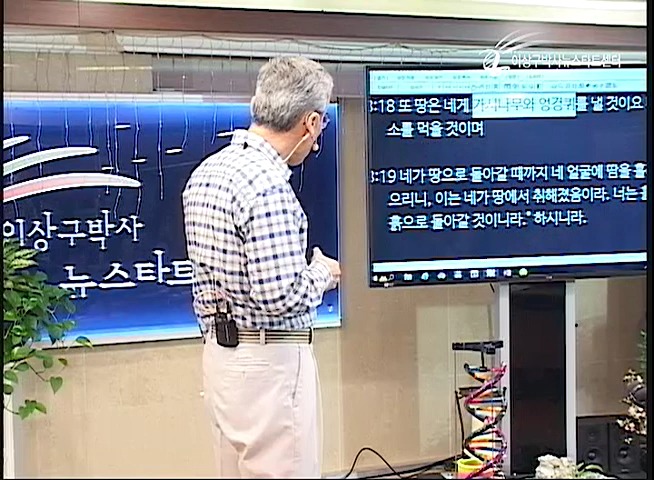 이상구박사뉴스타트센터
3:18 또 땅은 네게 가시나무와 엉겅퀴를 낼 것이요
소를 먹을 것이며
3:19 네가 땅으로 돌아갈 때까지 네 얼굴에 땀을 흘
으리니, 이는 네가 땅에서 취해졌음이라. 너는
흙으로 돌아갈 것이니라." 하시니라.
이상구박사
뉴스타트